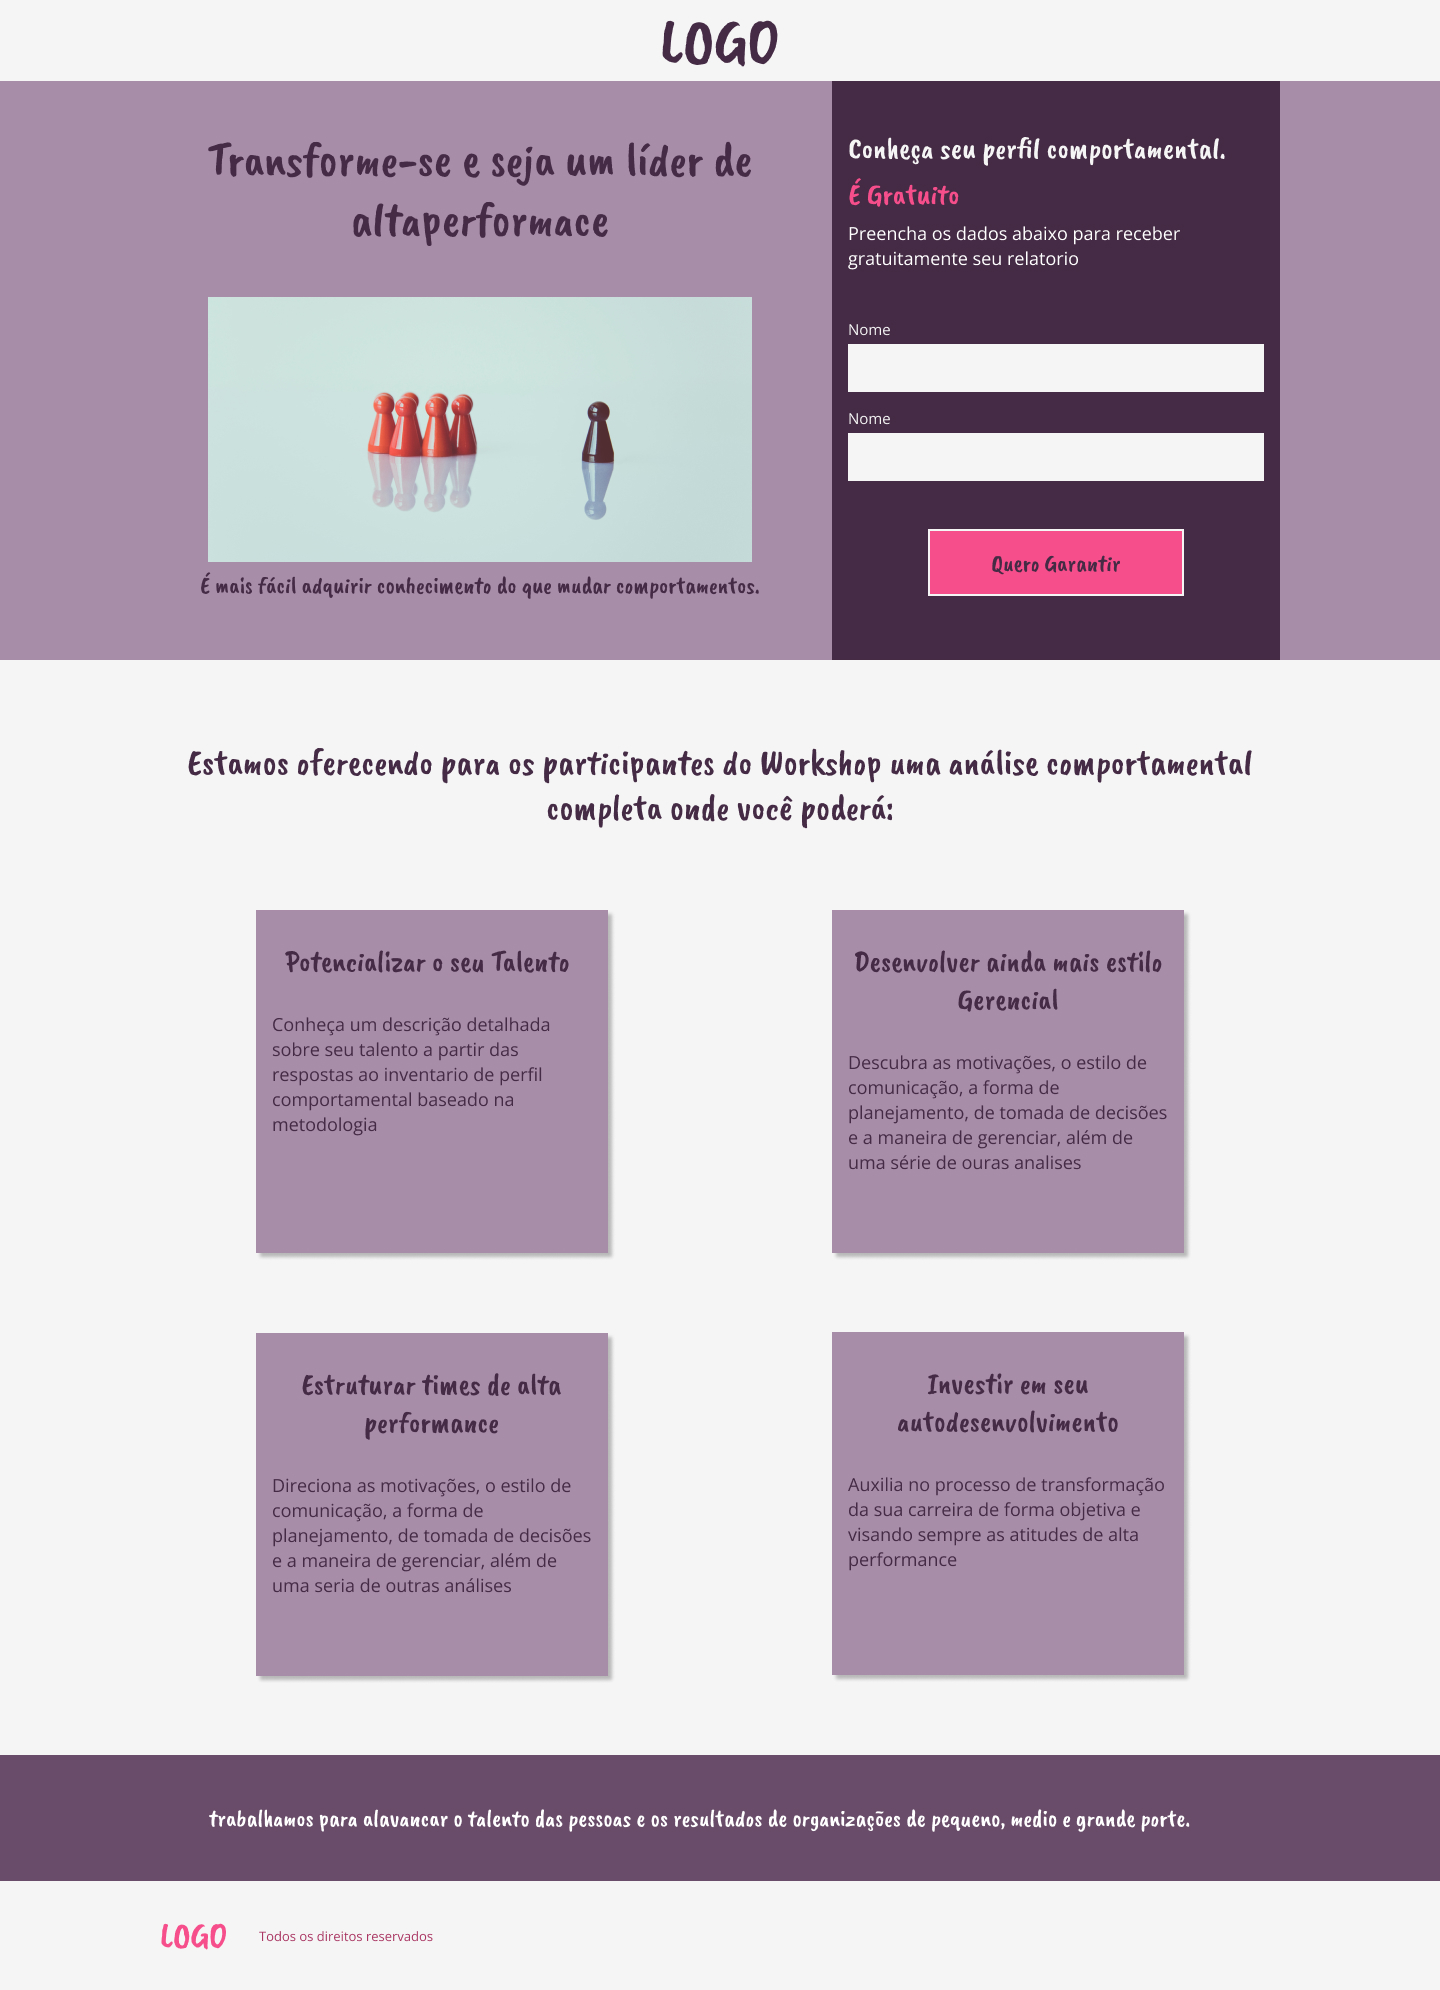 LOGO
Transforme-se e seja um líder de
altaperformace
É mais fácil adquirir conhecimento do que mudar comportamentos.
Conheça seu perfil comportamental.
É Gratuito
Preencha os dados abaixo para receber
gratuitamente seu relatorio
Nome
Nome
Quero Garantir
Estamos oferecendo para os participantes do Workshop uma análise comportamental
completa onde você poderá:
Potencializar o seu Talento
Conheça um descrição detalhada
sobre seu talento a partir das
respostas ao inventario de perfil
comportamental baseado na
metodologia
Desenvolver ainda mais estilo
Gerencial
Descubra as motivações, o estilo de
comunicação, a forma de
planejamento, de tomada de decisões
e a maneira de gerenciar, além de
uma série de ouras analises
Estruturar times de alta
performance
Direciona as motivações, o estilo de
comunicação, a forma de
planejamento, de tomada de decisões
e a maneira de gerenciar, além de
uma seria de outras análises
Investir em seu
autodesenvolvimento
Auxilia no processo de transformação
da sua carreira de forma objetiva e
visando sempre as atitudes de alta
performance
trabalhamos para alavancar o talento das pessoas e os resultados de organizações de pequeno, medio e grande porte.
LOGO
Todos os direitos reservados